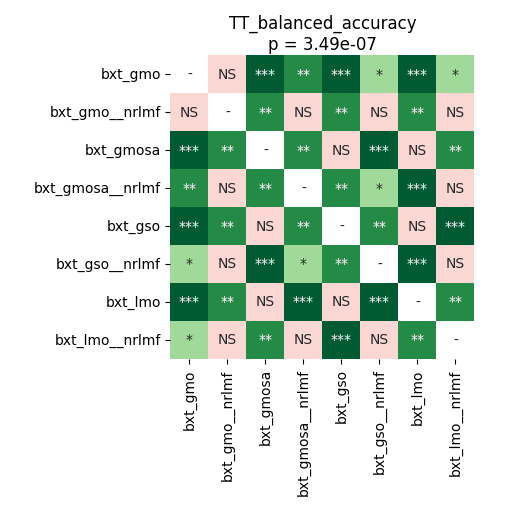 TT_balanced_accuracy
p = 3.49e-07
bxt_gmo - NS *** ** *** * *** *
bxt_gmo__nrlmf NS - ** NS ** NS ** NS
bxt_gmosa *** ** - ** NS *** NS **
bxt_gmosa__nrlmf ** NS ** - ** * *** NS
bxt_gso *** ** NS ** - ** NS ***
bxt_gso__nrlmf * NS *** * ** - *** NS
bxt_lmo *** ** NS *** NS *** - **
bxt_lmo__nrlmf * NS ** NS *** NS ** -
bxt_gmo
bxt_gmo__nrlmf
bxt_gmosa
bxt_gmosa__nrlmf
bxt_gso
bxt_gso__nrlmf
bxt_lmo
bxt_lmo__nrlmf